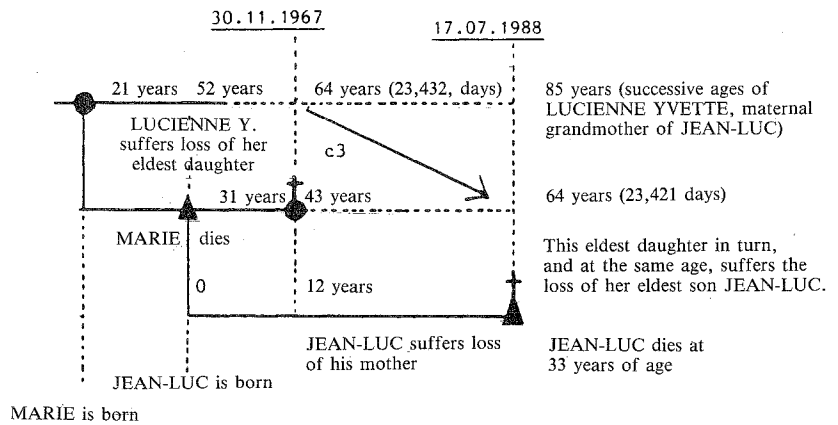 30.11.1967
17.07.1988
21 years 52 years 64 years (23,432, days) 85 years (successive ages of
LUCIENNE YVETTE, maternal
grandmother of JEAN-LUC)
LUCIENNE Y.
suffers loss of her
eldest daughter
c3
31 years 43 years 64 years (23,421 days)
MARIE dies
This eldest daughter in turn,
and at the same age, suffers the
loss of her eldest son JEAN-LUC.
0 12 years
JEAN-LUC suffers loss
of his mother
JEAN-LUC dies at
33 years of age
JEAN-LUC is born
MARIE is born